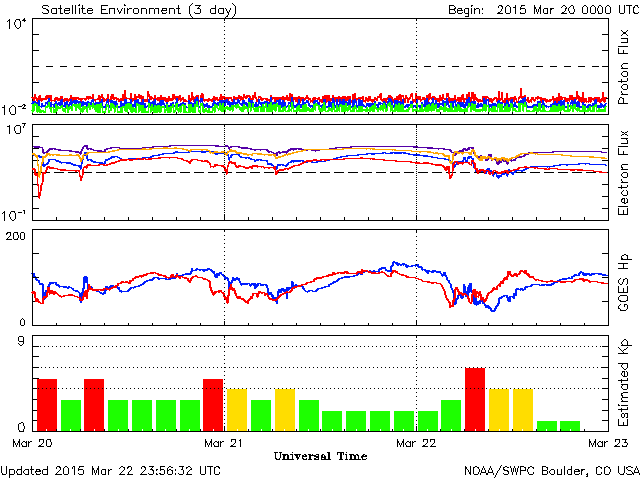 Satellite Environment (3 day) Begin: 2015 Mar 20 0000 UTC
10⁴
10⁻²
Proton Flux
10⁷
10⁻¹
Electron Flux
200
0
GOES Hp
9
0
Estimated Kp
Mar 20 Mar 21 Mar 22 Mar 23
Universal Time
Updated 2015 Mar 22 23:56:32 UTC NOAA/SWPC Boulder, CO USA